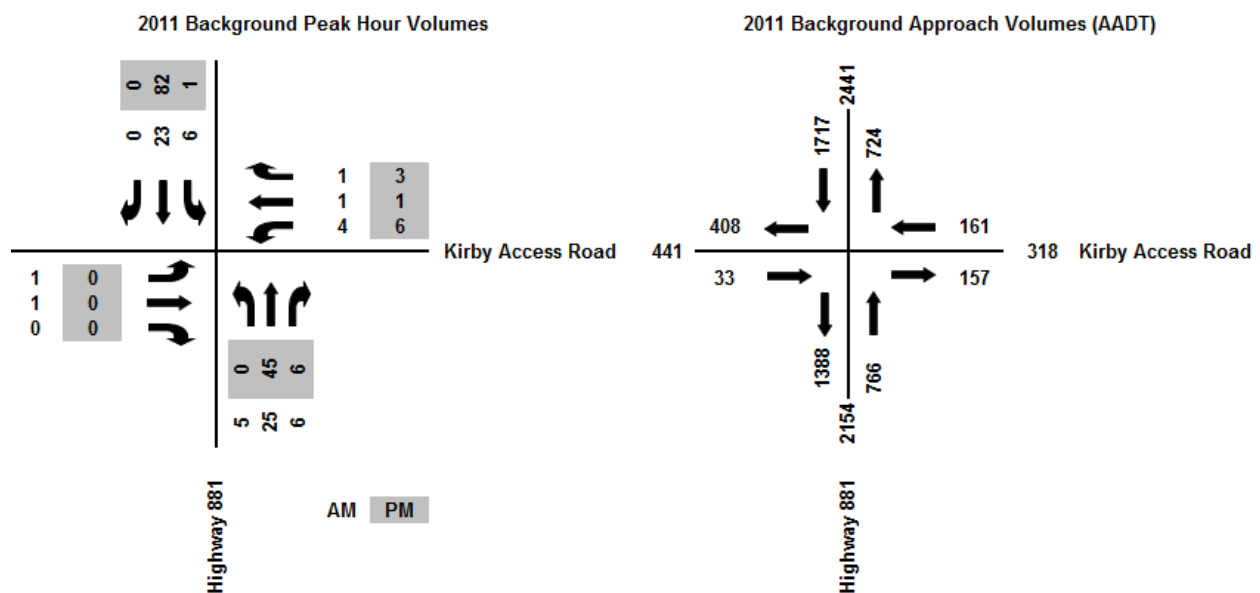 2011 Background Peak Hour Volumes
0 82 1
0 23 6
1 3
1 1
4 6
Kirby Access Road
1 0
1 0
0 0
0 45 6
5 25 6
AM PM
Highway 881
2011 Background Approach Volumes (AADT)
2441
1717 724
408 161
441 318 Kirby Access Road
33 157
1388 766
2154
Highway 881